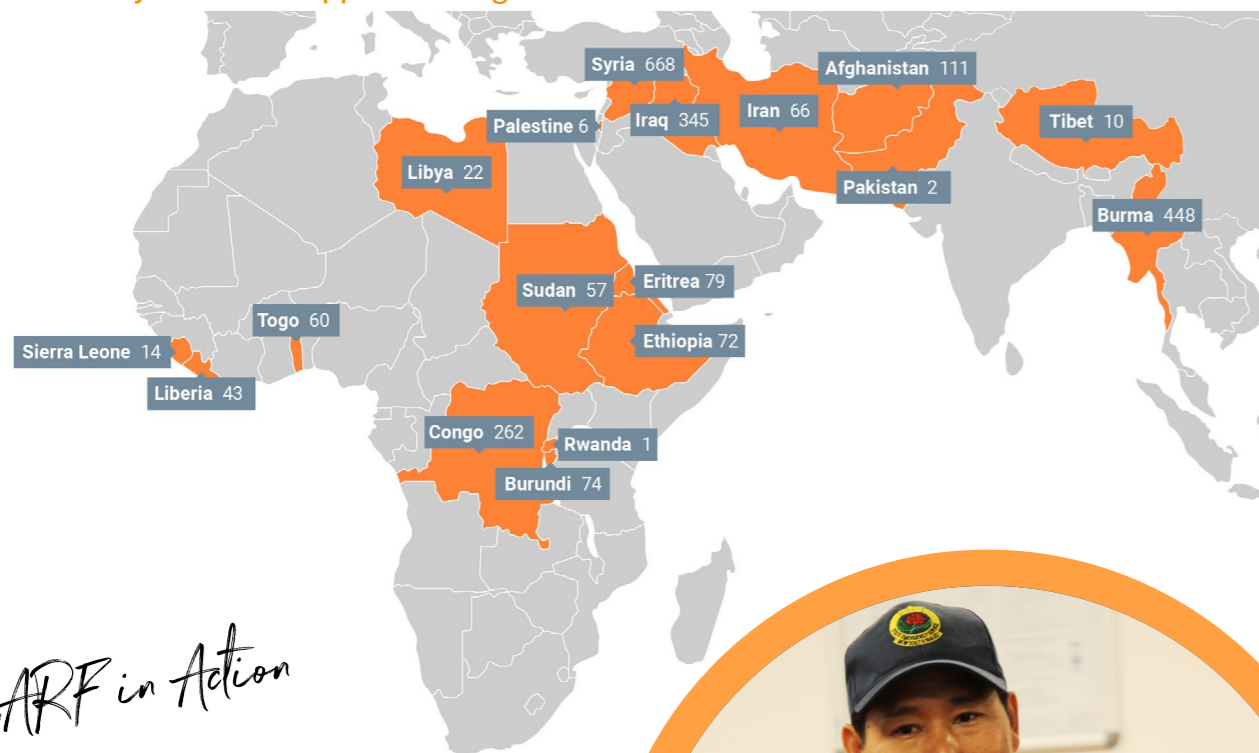 Syria 668
Afghanistan 111
Iran 66
Palestine 6
Iraq 345
Tibet 10
Libya 22
Pakistan 2
Burma 448
Eritrea 79
Sudan 57
Togo 60
Ethiopia 72
Sierra Leone 14
Liberia 43
Congo 262
Rwanda 1
Burundi 74
ARF in Action